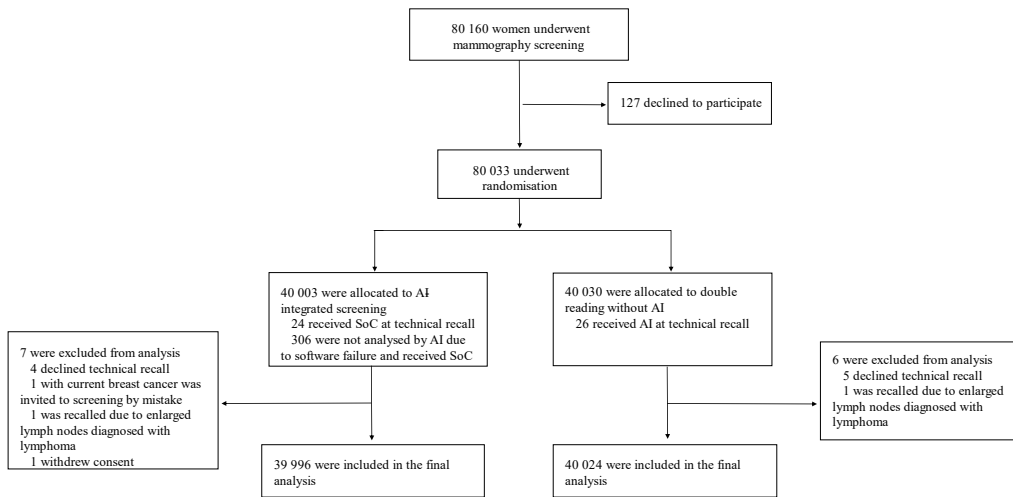 80 160 women underwent
mammography screening
127 declined to participate
80 033 underwent
randomisation
40 003 were allocated to AI-
integrated screening
24 received SoC at technical recall
306 were not analysed by AI due
to software failure and received SoC
40 030 were allocated to double
reading without AI
26 received AI at technical recall
7 were excluded from analysis
4 declined technical recall
1 with current breast cancer was
invited to screening by mistake
1 was recalled due to enlarged
lymph nodes diagnosed with
lymphoma
1 withdrew consent
6 were excluded from analysis
5 declined technical recall
1 was recalled due to enlarged
lymph nodes diagnosed with
lymphoma
39 996 were included in the final
analysis
40 024 were included in the final
analysis